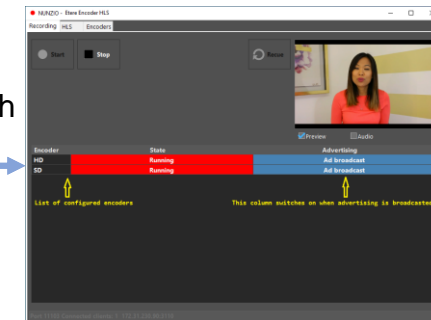 NUNZIO - Etere Encoder HLS
Recording HLS Encoders
Start Stop Reuse
h
Preview Audio
Encoder State Advertising
HD Running Ad broadcast
SD Running Ad broadcast
List of configured encoders This column switches on when advertising is broadcasted